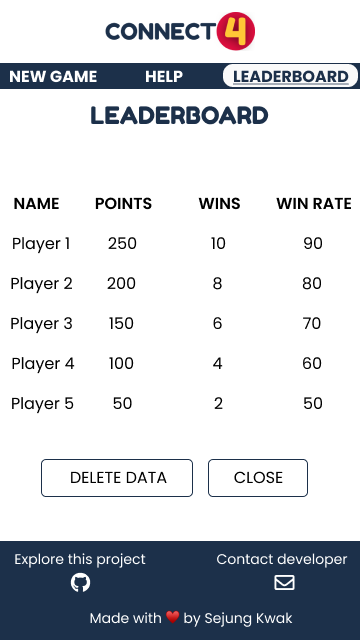 CONNECT 4
NEW GAME HELP LEADERBOARD
LEADERBOARD
NAME POINTS WINS WIN RATE
Player 1 250 10 90
Player 2 200 8 80
Player 3 150 6 70
Player 4 100 4 60
Player 5 50 2 50
DELETE DATA CLOSE
Explore this project Contact developer
Made with ❤️ by Sejung Kwak